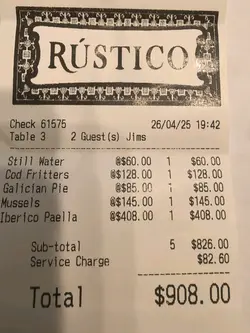 RÚSTICO
Check 61575 26/04/25 19:42
Table 3 2 Guest(s) Jims
Still Water @$60.00 1 $60.00
Cod Fritters @$128.00 1 $128.00
Galician Pie @$85.00 1 $85.00
Mussels @$145.00 1 $145.00
Iberico Paella @$408.00 1 $408.00
Sub-total 5 $826.00
Service Charge $82.60
Total $908.00